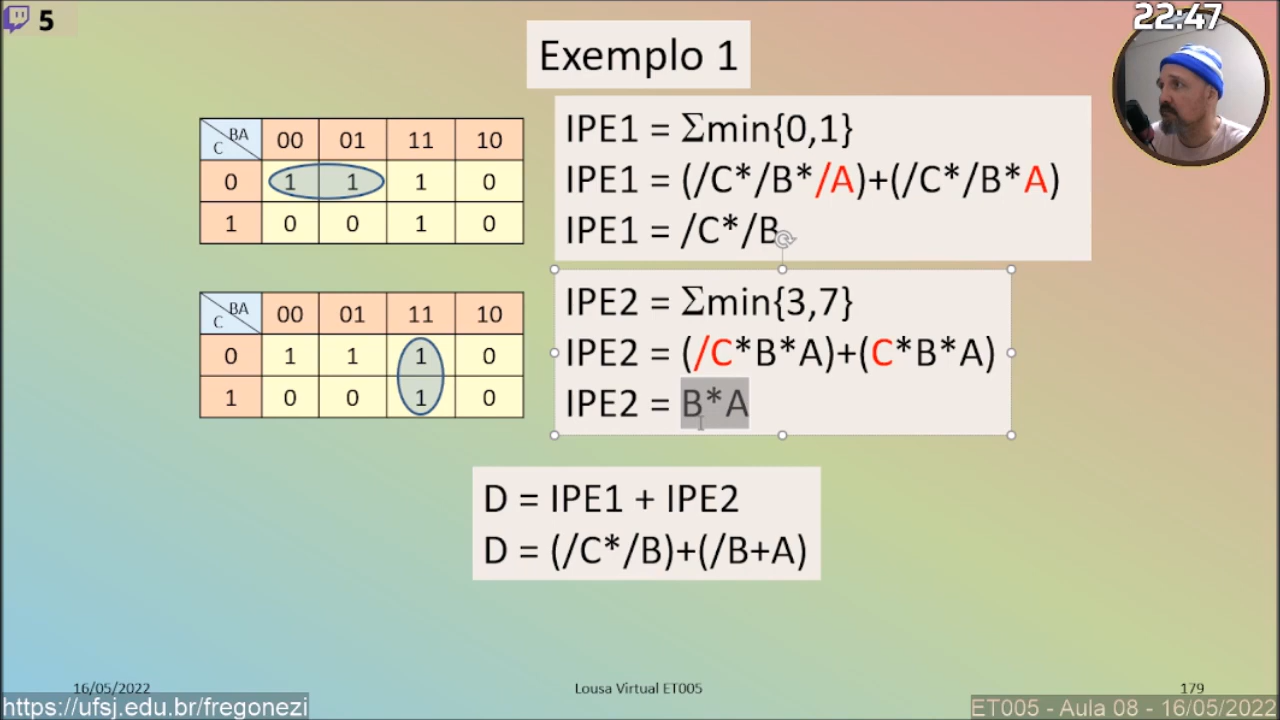 5
22:47
Exemplo 1
BA
C
00 01 11 10
0 1 1 1 0
1 0 0 1 0
IPE1 = Σmin{0,1}
IPE1 = (/C*/B*/A)+(/C*/B*A)
IPE1 = /C*/B
BA
C
00 01 11 10
0 1 1 1 0
1 0 0 1 0
IPE2 = Σmin{3,7}
IPE2 = (/C*B*A)+(C*B*A)
IPE2 = B*A
D = IPE1 + IPE2
D = (/C*/B)+(/B+A)
16/05/2022
Lousa Virtual ET005
179
https://ufsj.edu.br/fregonezi
ET005 - Aula 08 - 16/05/2022